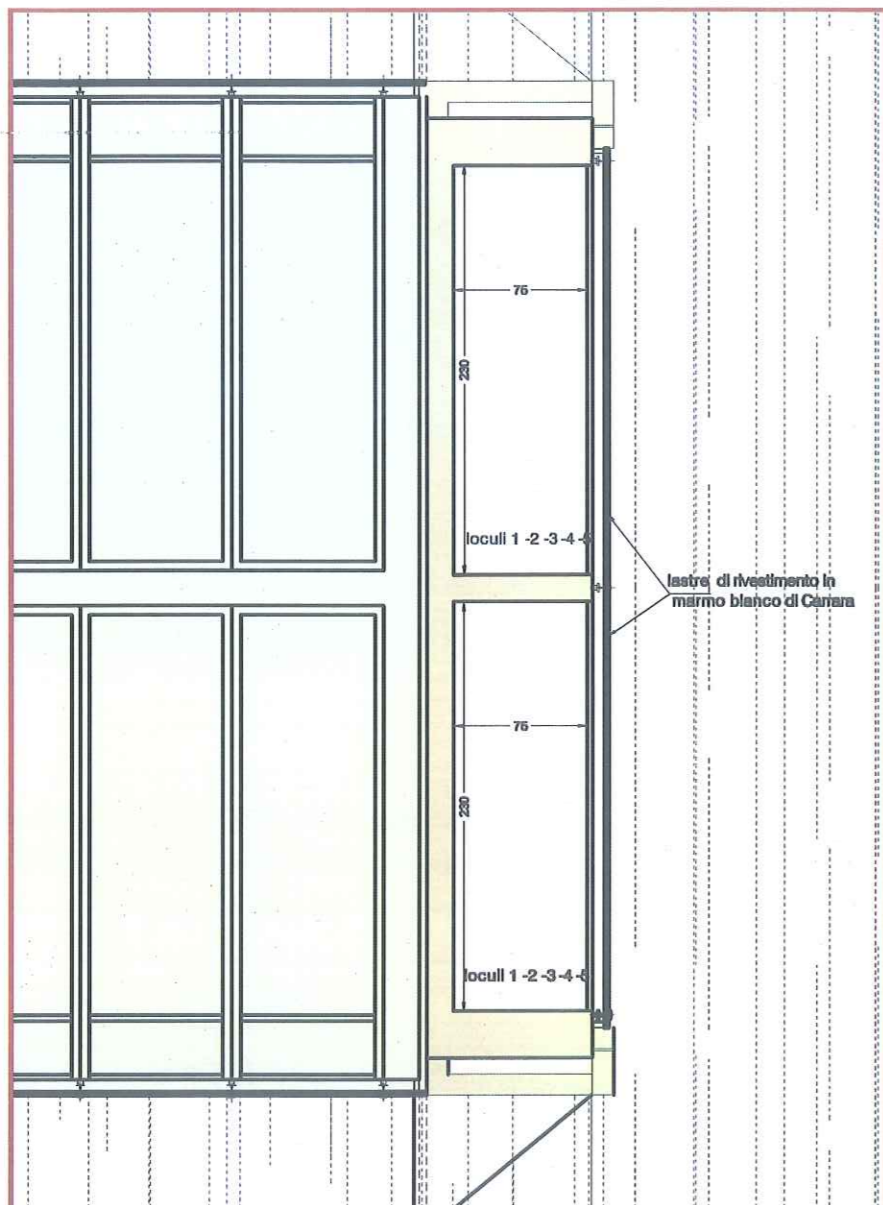 75
230
loculi 1 -2 -3 -4 -5
lastre di rivestimento in
marmo bianco di Carrara
75
230
loculi 1 -2 -3 -4 -5